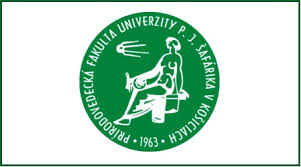 PRÍRODOVEDECKÁ FAKULTA UNIVERZITY P. J. ŠAFÁRIKA V KOŠICIACH
· 1963 ·